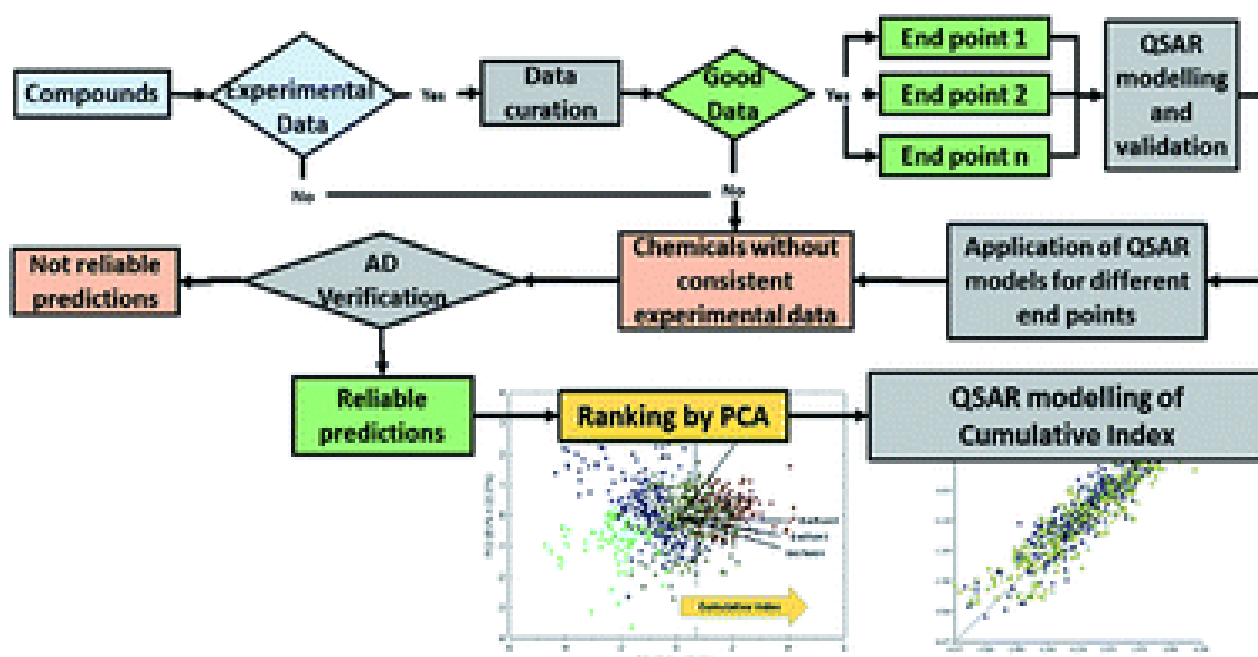 Compounds
Experimental
Data
Yes
Data
curation
Good
Data
Yes
End point 1
End point 2
End point n
QSAR
modelling
and
validation
No
No
Not reliable
predictions
AD
Verification
Chemicals without
consistent
experimental data
Application of QSAR
models for different
end points
Reliable
predictions
Ranking by PCA
QSAR modelling of
Cumulative Index
Cumulative Index